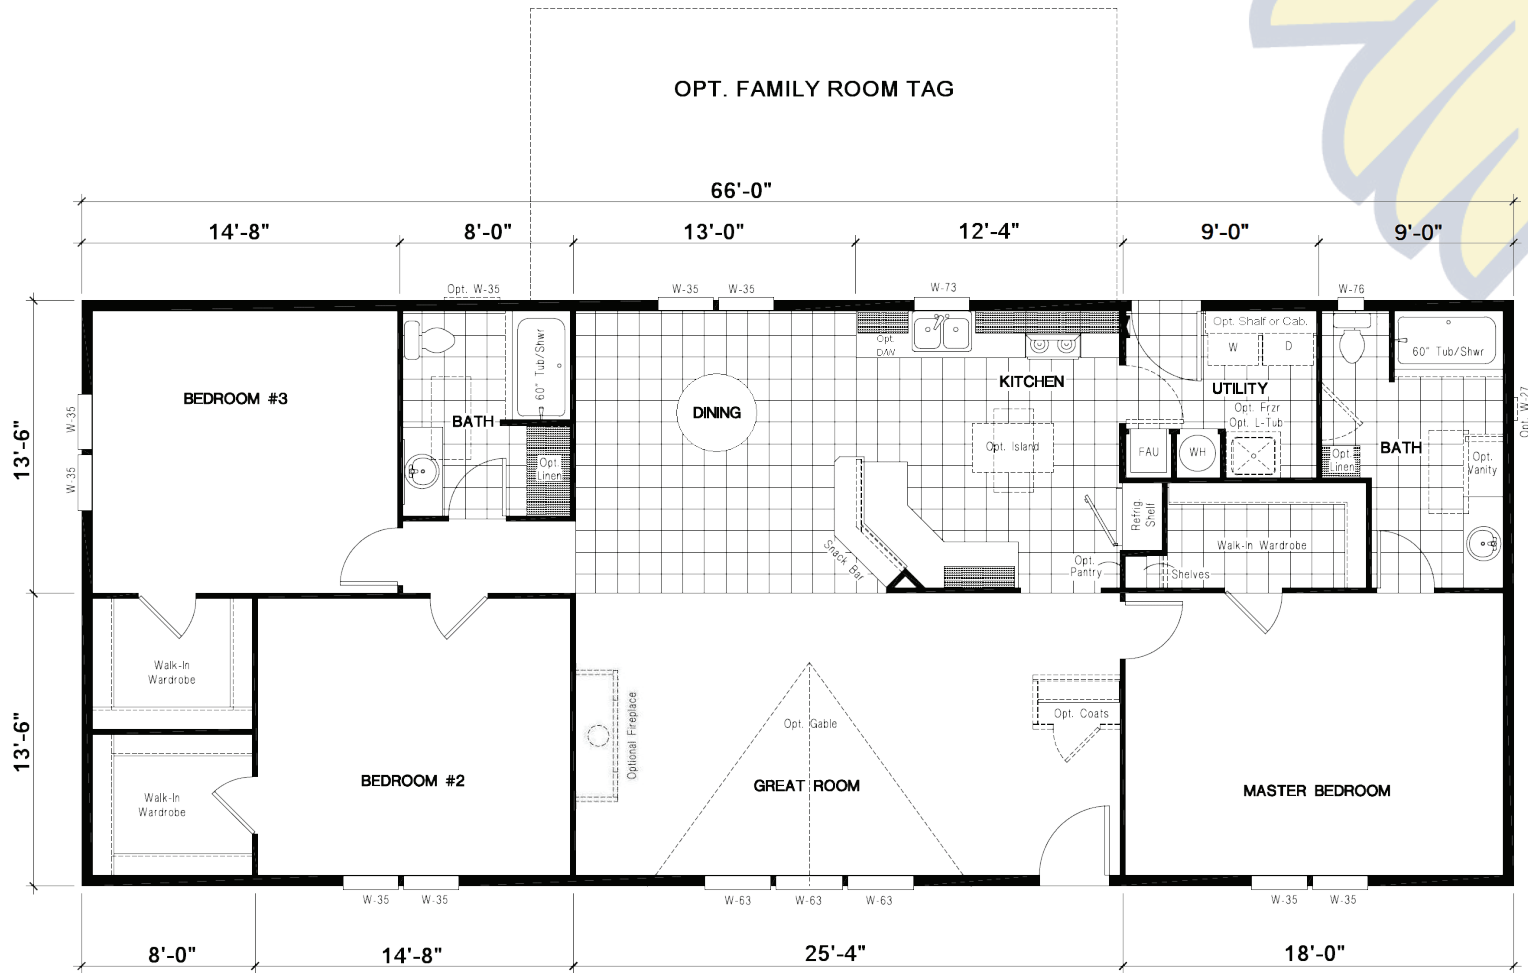 OPT. FAMILY ROOM TAG
66'-0"
14'-8"
8'-0"
13'-0"
12'-4"
9'-0"
9'-0"
Opt. W-35
W-35
W-35
W-73
W-76
13'-6"
13'-6"
W-35
W-35
BEDROOM #3
60" Tub/Shwr
BATH
Opt.
Linen
DINING
Opt.
D/W
KITCHEN
Opt. Island
Snack Bar
Opt. Shalf or Cab.
W
D
UTILITY
Opt. Frzr
Opt. L-Tub
FAU
WH
Refrig.
Shelf
Opt.
Pantry
Shelves
Walk-In Wardrobe
60" Tub/Shwr
BATH
Opt.
Linen
Opt.
Vanity
Opt. W-27
Walk-In
Wardrobe
Walk-In
Wardrobe
BEDROOM #2
Optional Fireplace
Opt. Gable
GREAT ROOM
Opt. Coats
MASTER BEDROOM
W-35
W-35
W-63
W-63
W-63
W-35
W-35
8'-0"
14'-8"
25'-4"
18'-0"